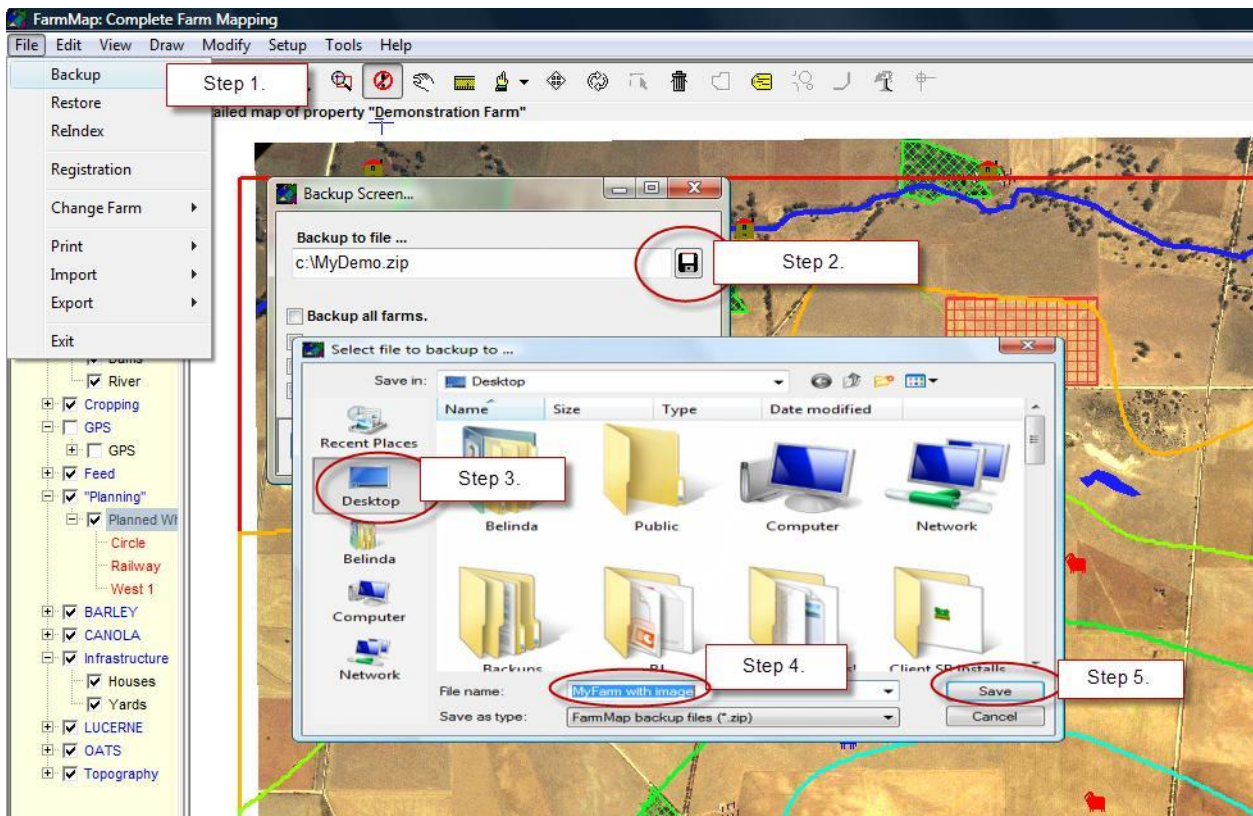 FarmMap: Complete Farm Mapping
File Edit View Draw Modify Setup Tools Help
Backup
Step 1.
Restore
ailed map of property "Demonstration Farm"
ReIndex
Registration
Change Farm
Print
Import
Export
Exit
Backup Screen...
Backup to file ...
c:\MyDemo.zip
Step 2.
Backup all farms.
Select file to backup to ...
Save in: Desktop
Name Size Type Date modified
Recent Places
Desktop
Step 3.
Belinda
Computer
Network
Belinda Public Computer Network
Backups
Client SB Installs
Step 4.
File name: MyFarm with image
Save
Step 5.
Save as type: FarmMap backup files (*.zip)
Cancel
Dams
River
Cropping
GPS
GPS
Feed
"Planning"
Planned Wh
Circle
Railway
West 1
BARLEY
CANOLA
Infrastructure
Houses
Yards
LUCERNE
OATS
Topography